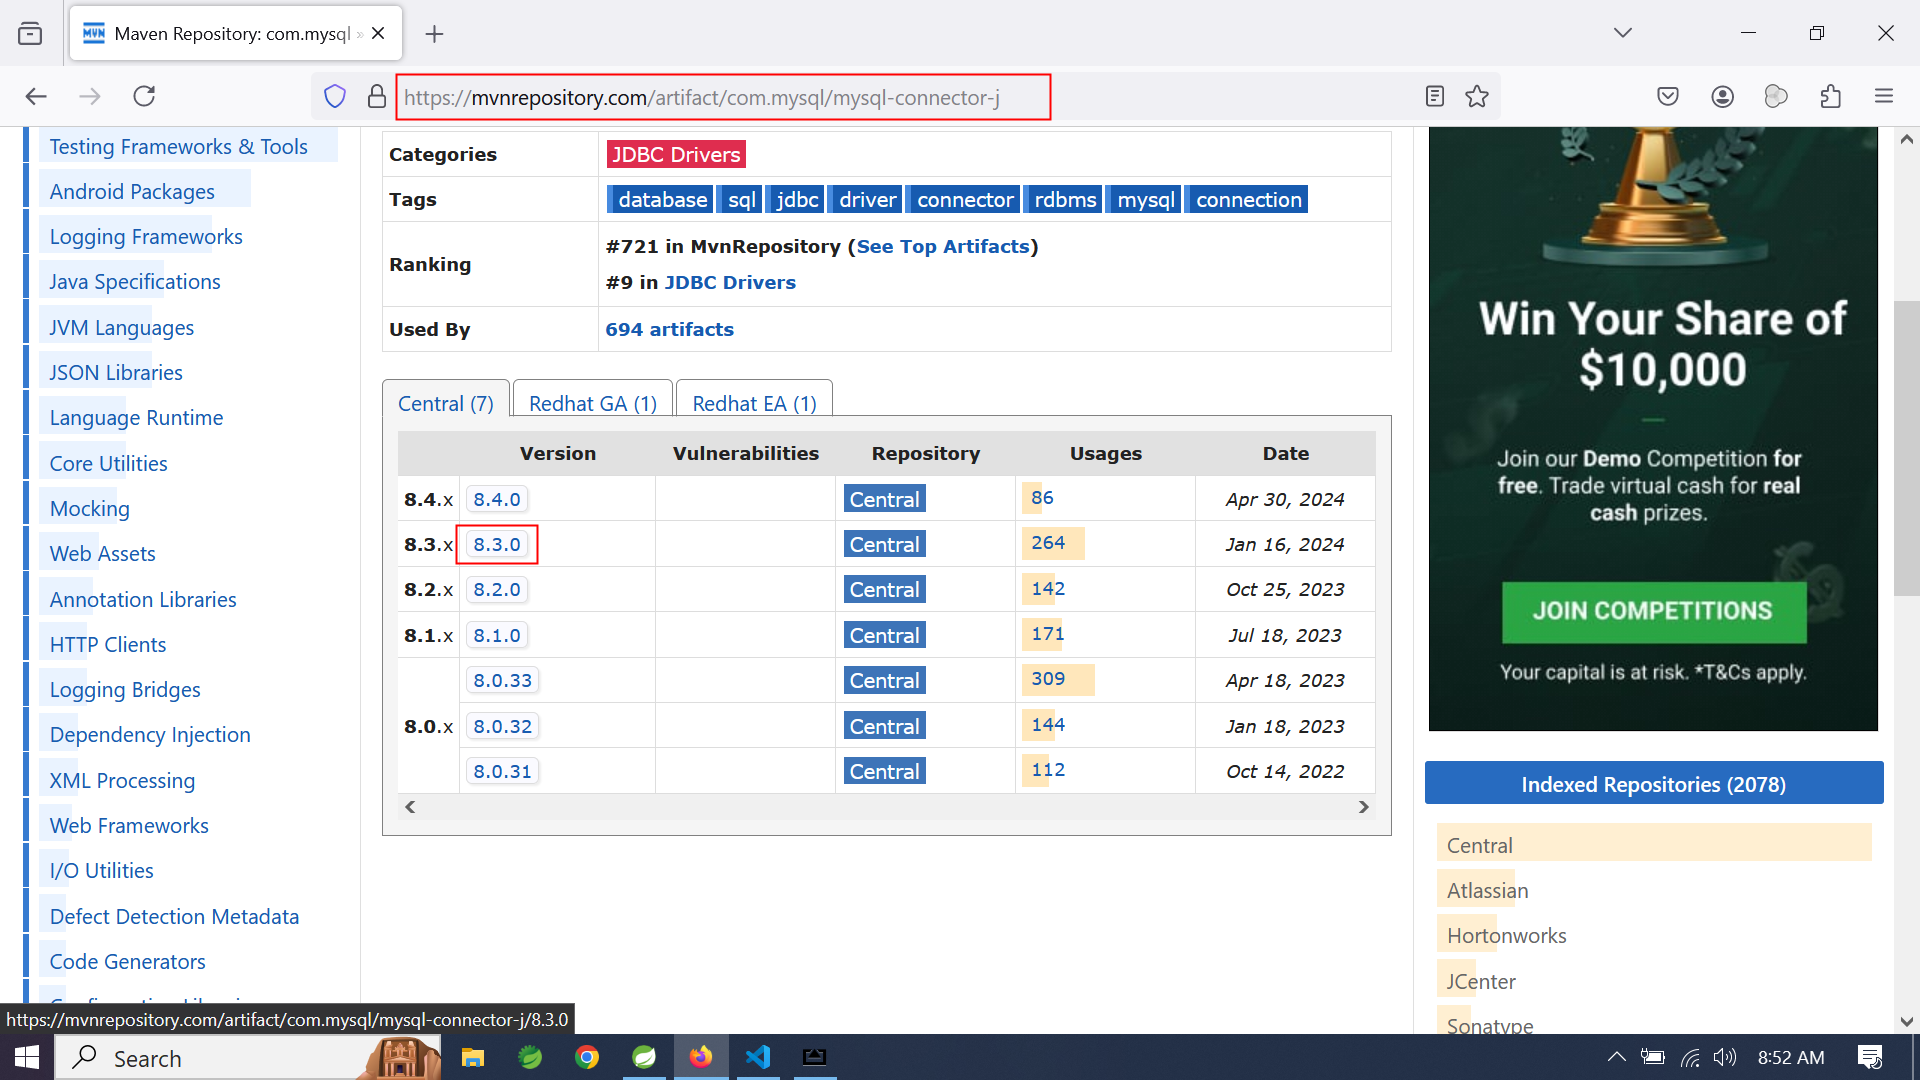 Maven Repository: com.mysql »
https://mvnrepository.com/artifact/com.mysql/mysql-connector-j
Testing Frameworks & Tools
Android Packages
Logging Frameworks
Java Specifications
JVM Languages
JSON Libraries
Language Runtime
Core Utilities
Mocking
Web Assets
Annotation Libraries
HTTP Clients
Logging Bridges
Dependency Injection
XML Processing
Web Frameworks
I/O Utilities
Defect Detection Metadata
Code Generators
Categories JDBC Drivers
Tags database sql jdbc driver connector rdbms mysql connection
Ranking #721 in MvnRepository (See Top Artifacts)
#9 in JDBC Drivers
Used By 694 artifacts
Central (7) Redhat GA (1) Redhat EA (1)
Version Vulnerabilities Repository Usages Date
8.4.x 8.4.0 Central 86 Apr 30, 2024
8.3.x 8.3.0 Central 264 Jan 16, 2024
8.2.x 8.2.0 Central 142 Oct 25, 2023
8.1.x 8.1.0 Central 171 Jul 18, 2023
8.0.33 Central 309 Apr 18, 2023
8.0.x 8.0.32 Central 144 Jan 18, 2023
8.0.31 Central 112 Oct 14, 2022
Win Your Share of
$10,000
Join our Demo Competition for
free. Trade virtual cash for real
cash prizes.
JOIN COMPETITIONS
Your capital is at risk. *T&Cs apply.
Indexed Repositories (2078)
Central
Atlassian
Hortonworks
JCenter
Sonatype
https://mvnrepository.com/artifact/com.mysql/mysql-connector-j/8.3.0
Search
8:52 AM